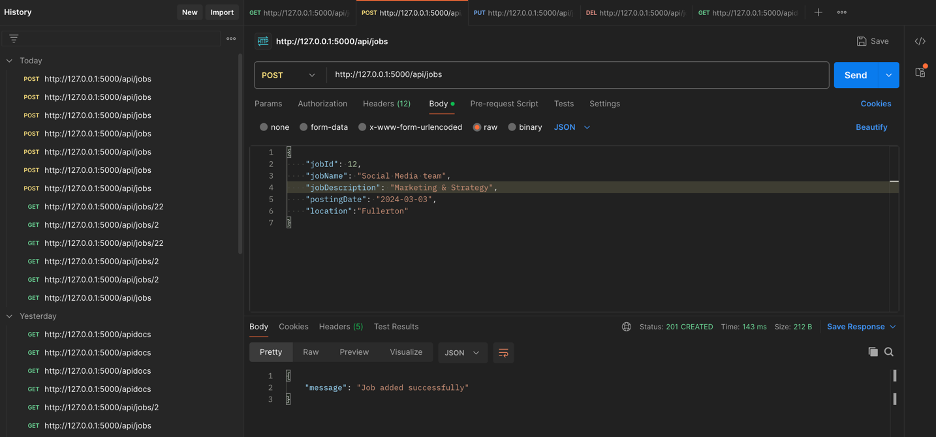 History
New
Import
GET http://127.0.0.1:5000/api/j
POST http://127.0.0.1:5000/api
PUT http://127.0.0.1:5000/api/j
DEL http://127.0.0.1:5000/api/j
GET http://127.0.0.1:5000/apid
http://127.0.0.1:5000/api/jobs
Save
Today
POST http://127.0.0.1:5000/api/jobs
POST http://127.0.0.1:5000/api/jobs
POST http://127.0.0.1:5000/api/jobs
POST http://127.0.0.1:5000/api/jobs
POST http://127.0.0.1:5000/api/jobs
POST http://127.0.0.1:5000/api/jobs
POST http://127.0.0.1:5000/api/jobs
GET http://127.0.0.1:5000/api/jobs/22
GET http://127.0.0.1:5000/api/jobs/2
GET http://127.0.0.1:5000/api/jobs/22
GET http://127.0.0.1:5000/api/jobs/2
GET http://127.0.0.1:5000/api/jobs/2
GET http://127.0.0.1:5000/api/jobs
Yesterday
GET http://127.0.0.1:5000/apidocs
GET http://127.0.0.1:5000/apidocs
GET http://127.0.0.1:5000/apidocs
GET http://127.0.0.1:5000/apidocs
GET http://127.0.0.1:5000/api/jobs/2
GET http://127.0.0.1:5000/api/jobs
POST http://127.0.0.1:5000/api/jobs
Send
Params Authorization Headers (12) Body Pre-request Script Tests Settings Cookies
none form-data x-www-form-urlencoded raw binary JSON Beautify
1 {
2 "jobId": 12,
3 "jobName": "Social Media team",
4 "jobDescription": "Marketing & Strategy",
5 "postingDate": "2024-03-03",
6 "location":"Fullerton"
7 }
Body Cookies Headers (5) Test Results Status: 201 CREATED Time: 143 ms Size: 212 B Save Response
Pretty Raw Preview Visualize JSON
1 {
2 "message": "Job added successfully"
3 }